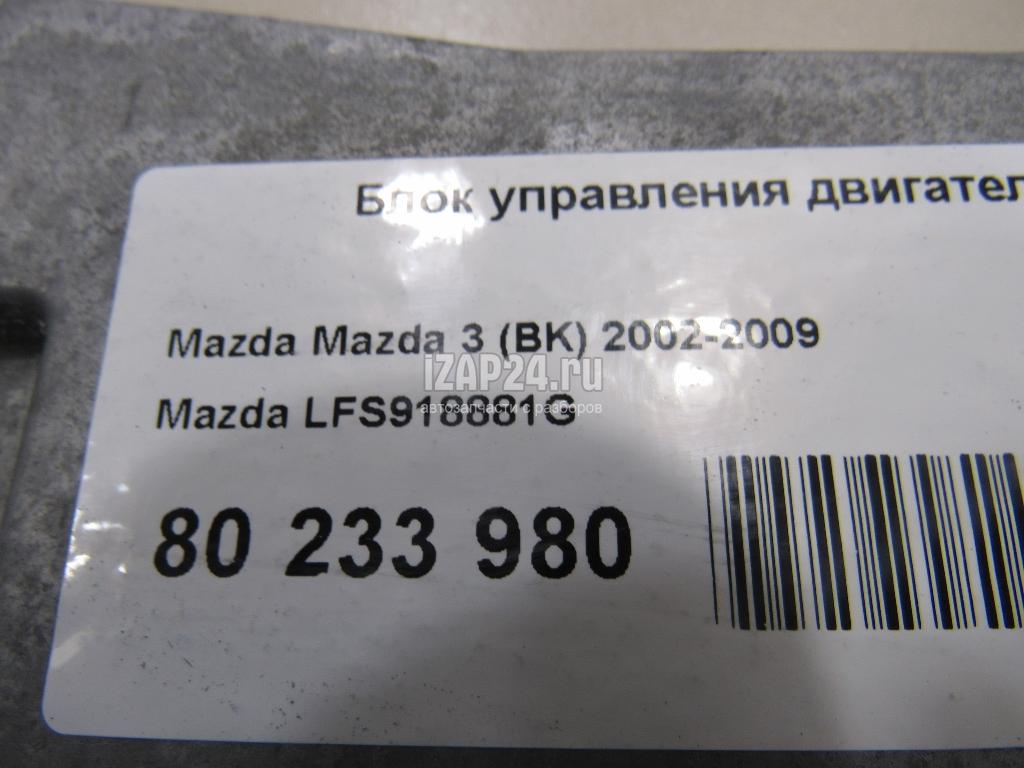 Блок управления двигател
Mazda Mazda 3 (BK) 2002-2009
iZAP24.ru
автозапчасти с разборов
Mazda LFS918881G
80 233 980